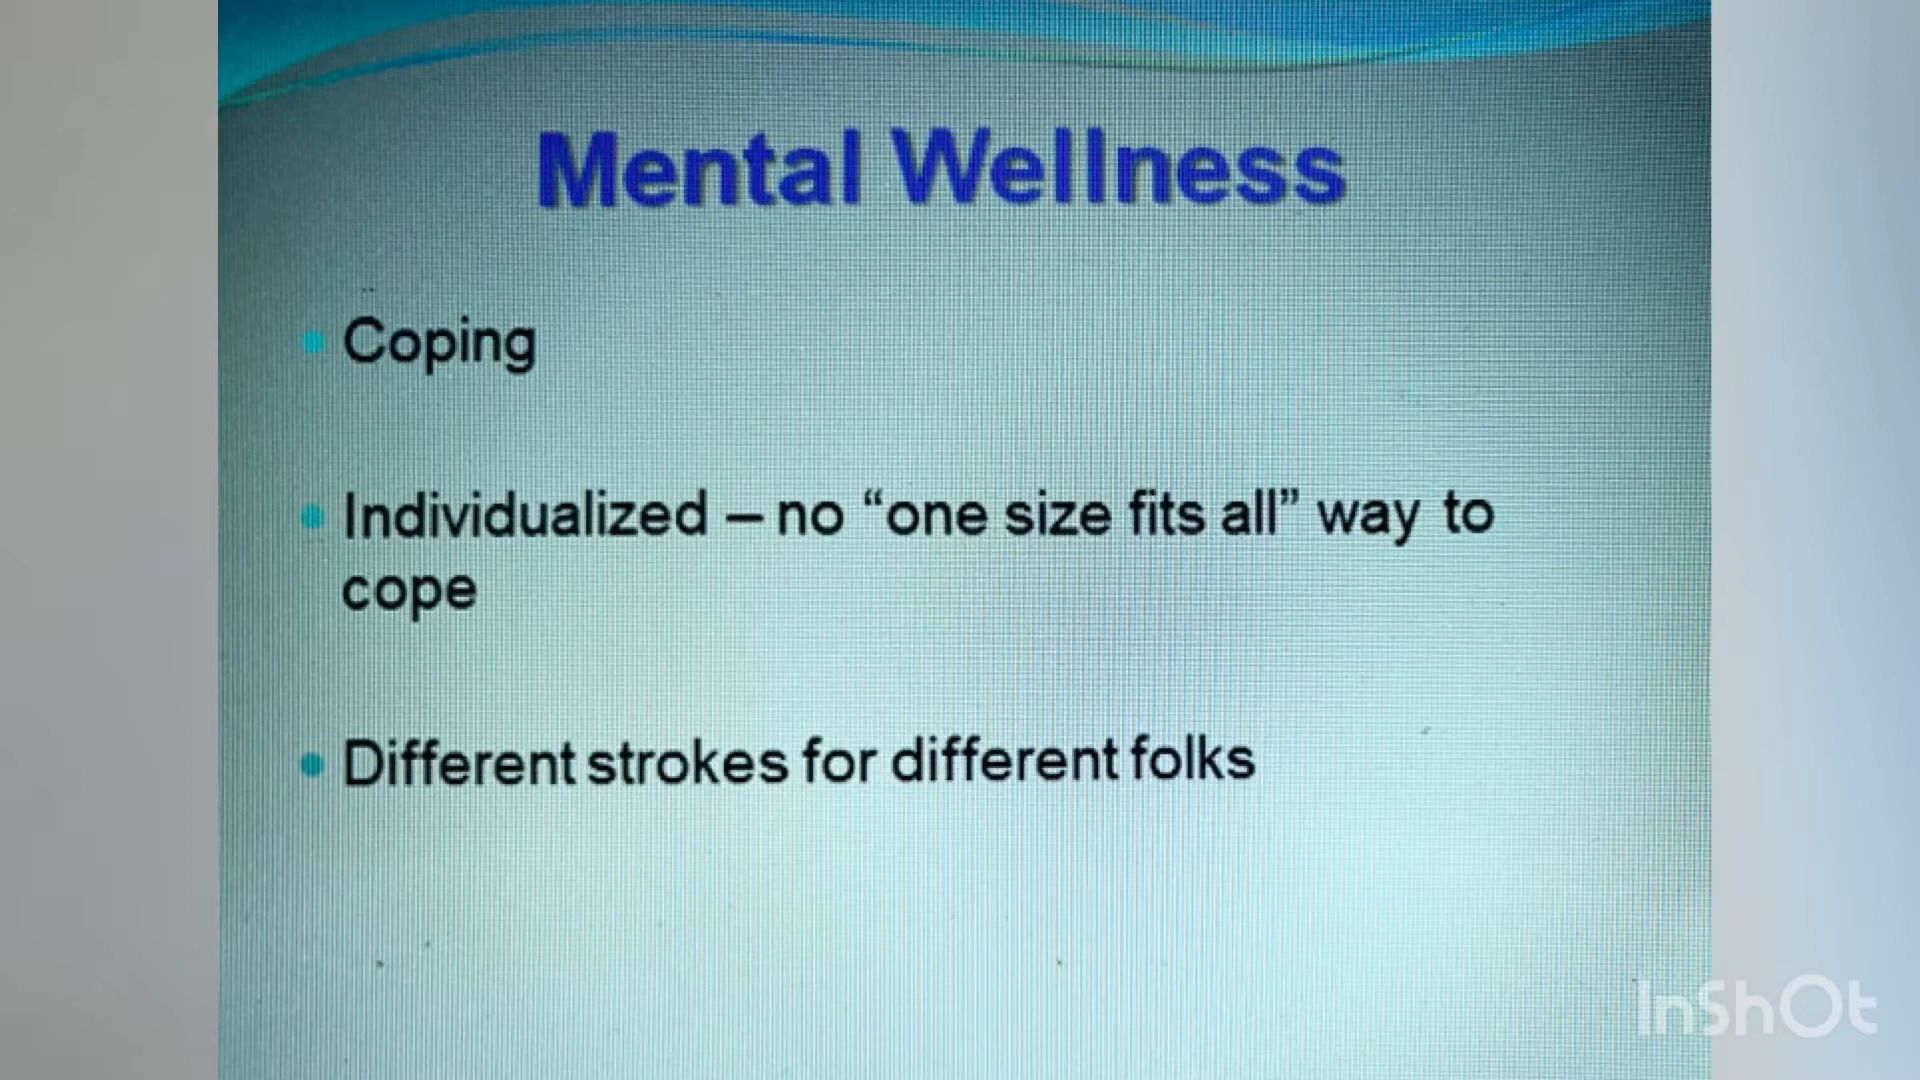 Mental Wellness
• Coping
• Individualized – no “one size fits all” way to
cope
• Different strokes for different folks
InShOt